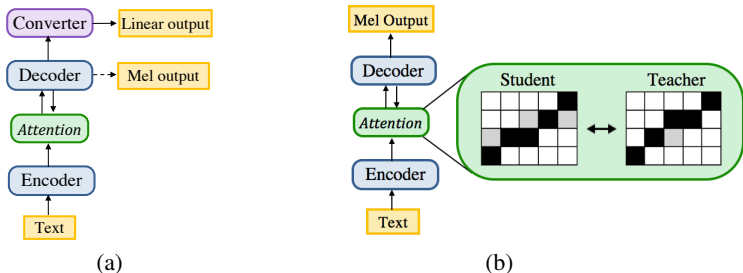 Converter
Linear output
Decoder
Mel output
Attention
Encoder
Text
(a)
Mel Output
Decoder
Attention
Encoder
Text
Student
Teacher
(b)